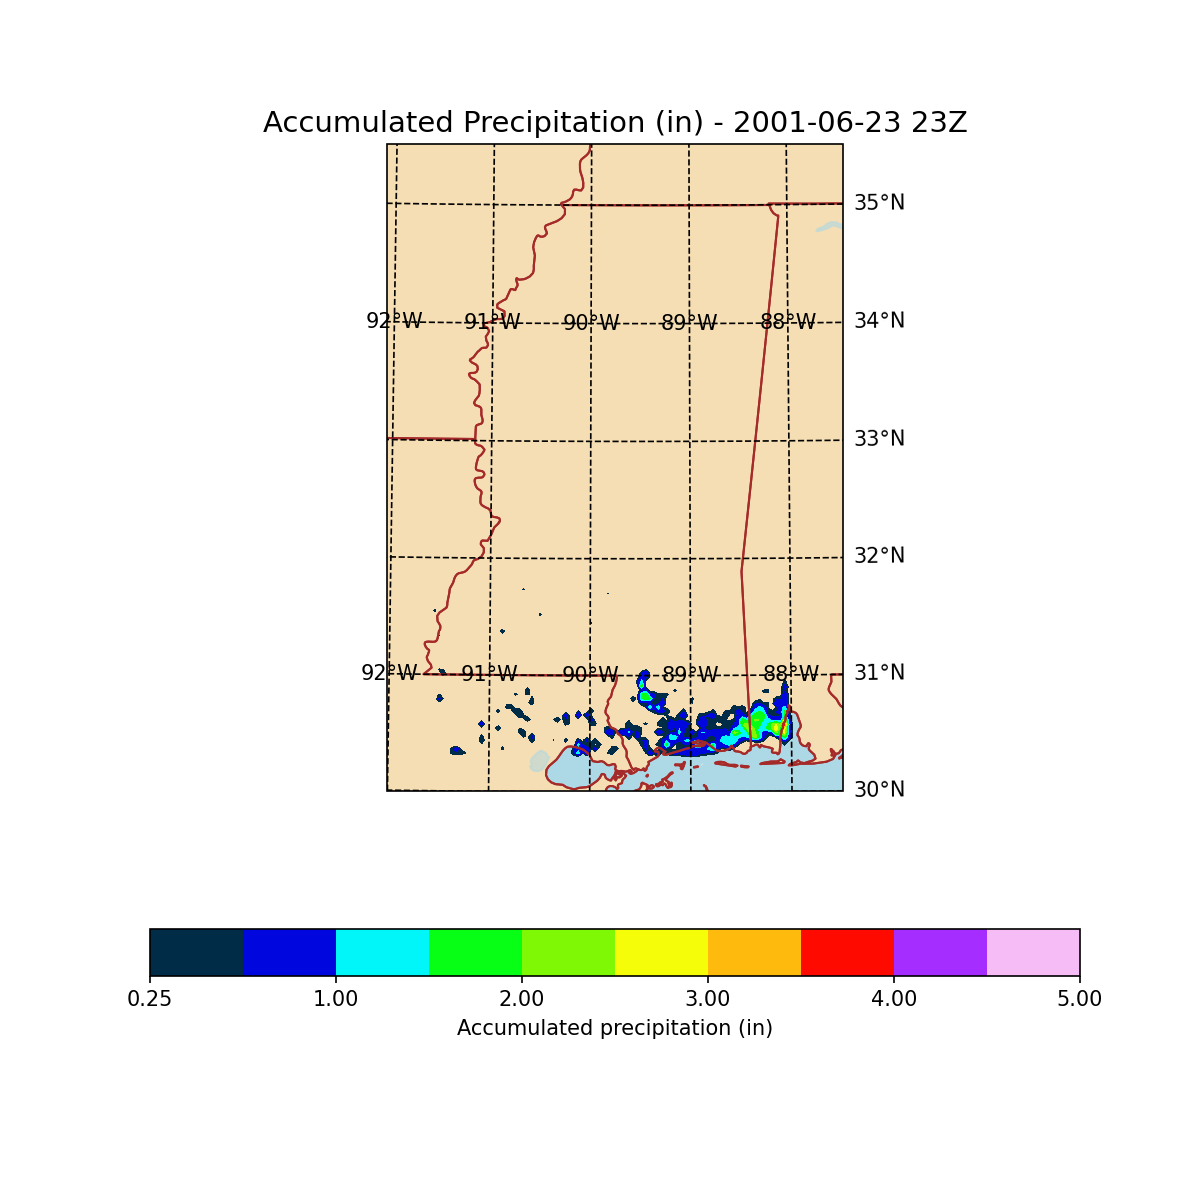 Accumulated Precipitation (in) - 2001-06-23 23Z
35°N
92°W 91°W 90°W 89°W 88°W 34°N
33°N
32°N
92°W 91°W 90°W 89°W 88°W 31°N
30°N
0.25 1.00 2.00 3.00 4.00 5.00
Accumulated precipitation (in)